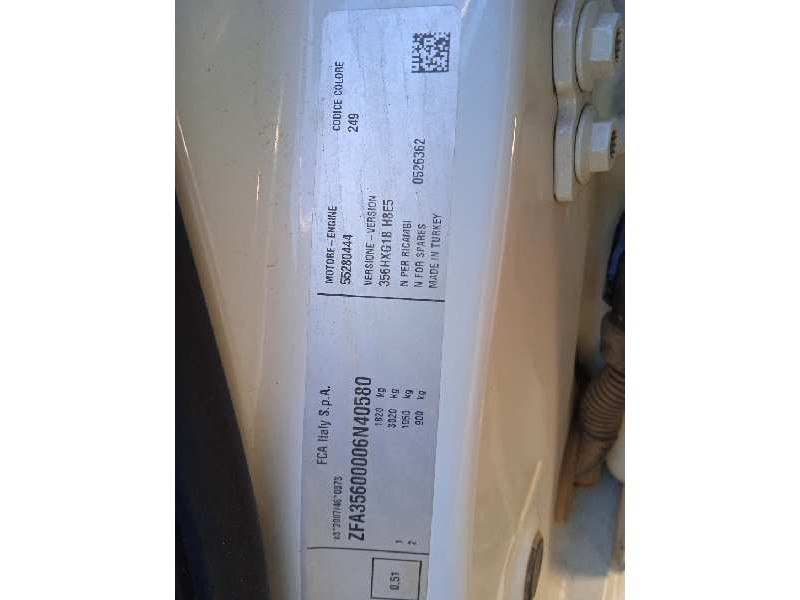 FCA Italy S.p.A.
ZFA35600006N40580
1820 kg
3020 kg
1 1050 kg
2 900 kg
0.51
MOTORE-ENGINE
55280444
CODICE COLORE
249
VERSIONE-VERSION
356HXG1B H8E5
N PER RICAMBI
N FOR SPARES 0526362
MADE IN TURKEY